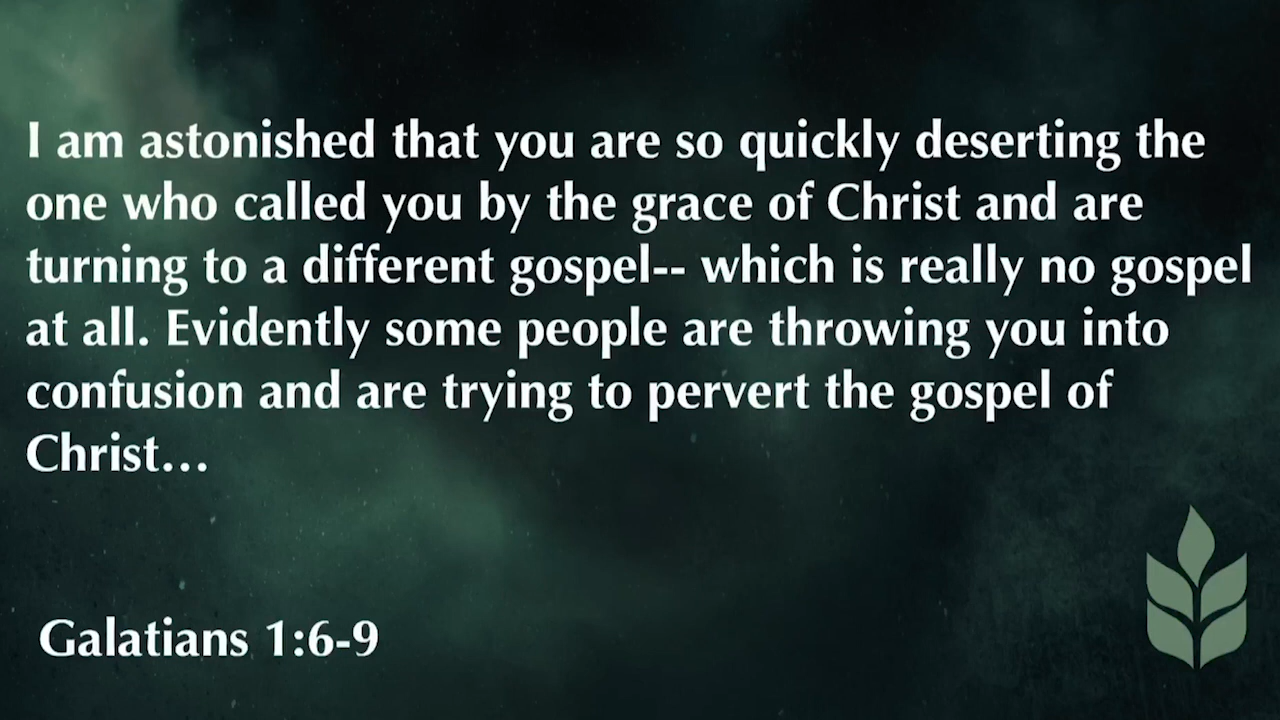 I am astonished that you are so quickly deserting the
one who called you by the grace of Christ and are
turning to a different gospel-- which is really no gospel
at all. Evidently some people are throwing you into
confusion and are trying to pervert the gospel of
Christ…
Galatians 1:6-9